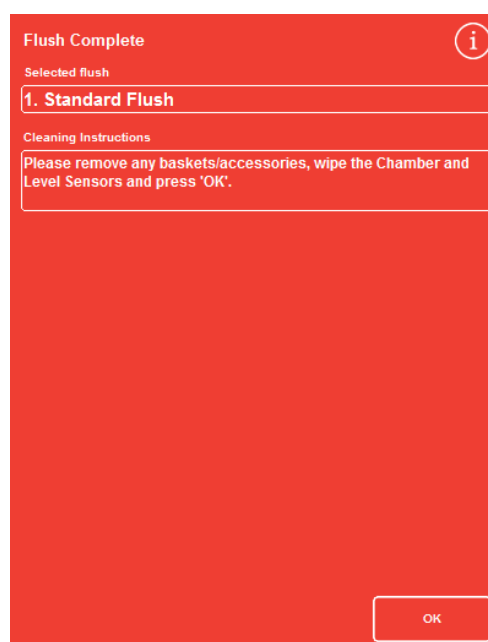 Flush Complete
i
Selected flush
1. Standard Flush
Cleaning Instructions
Please remove any baskets/accessories, wipe the Chamber and
Level Sensors and press 'OK'.
OK